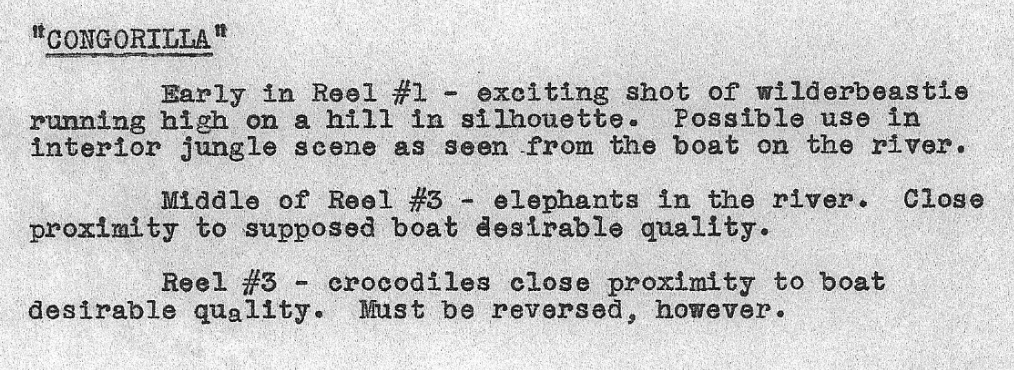 "CONGORILLA"
Early in Reel #1 - exciting shot of wilderbeastie
running high on a hill in silhouette. Possible use in
interior jungle scene as seen from the boat on the river.
Middle of Reel #3 - elephants in the river. Close
proximity to supposed boat desirable quality.
Reel #3 - crocodiles close proximity to boat
desirable quality. Must be reversed, however.